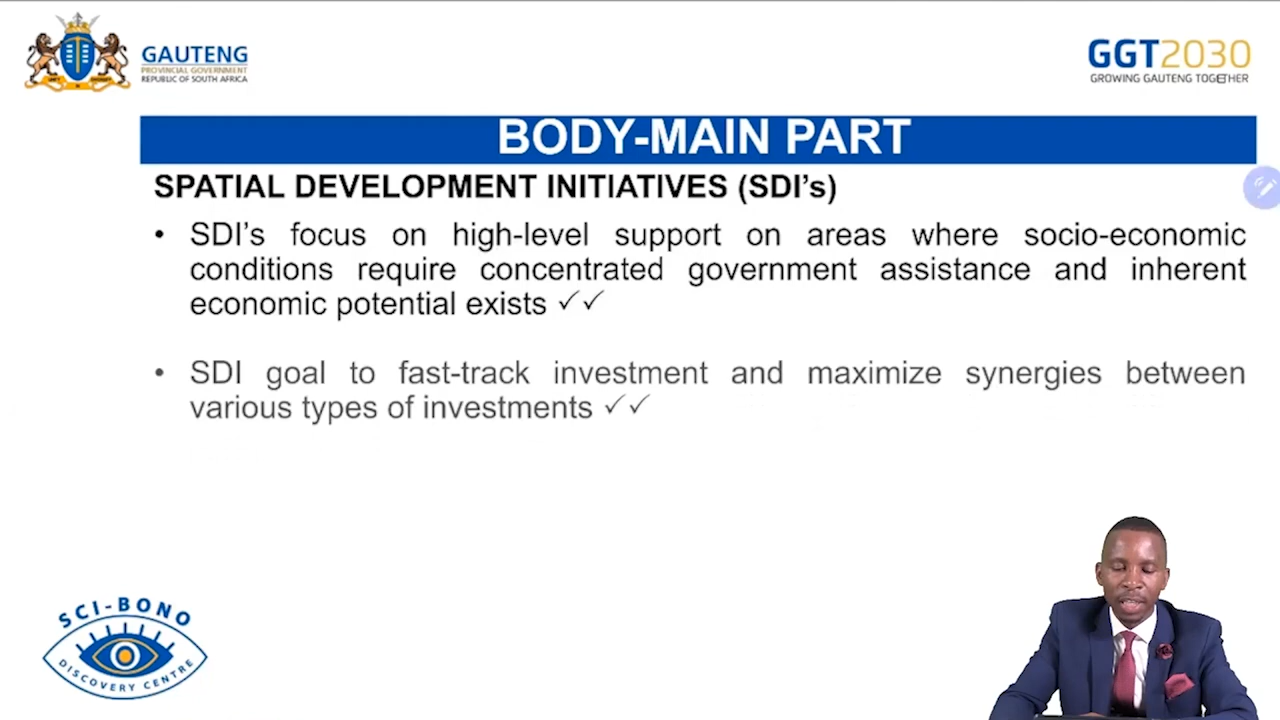 GAUTENG
PROVINCIAL GOVERNMENT
REPUBLIC OF SOUTH AFRICA
GGT2030
GROWING GAUTENG TOGETHER
BODY-MAIN PART
SPATIAL DEVELOPMENT INITIATIVES (SDI’s)
• SDI’s focus on high-level support on areas where socio-economic
conditions require concentrated government assistance and inherent
economic potential exists ✓✓
• SDI goal to fast-track investment and maximize synergies between
various types of investments ✓✓
SCI-BONO
DISCOVERY CENTRE